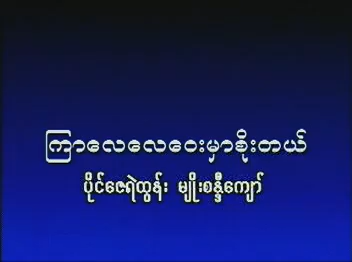 ကြာလေလေဝေးမှာစိုးတယ်
ပိုင်ဇေရဲထွန်း မျိုးစန္ဒီကျော်